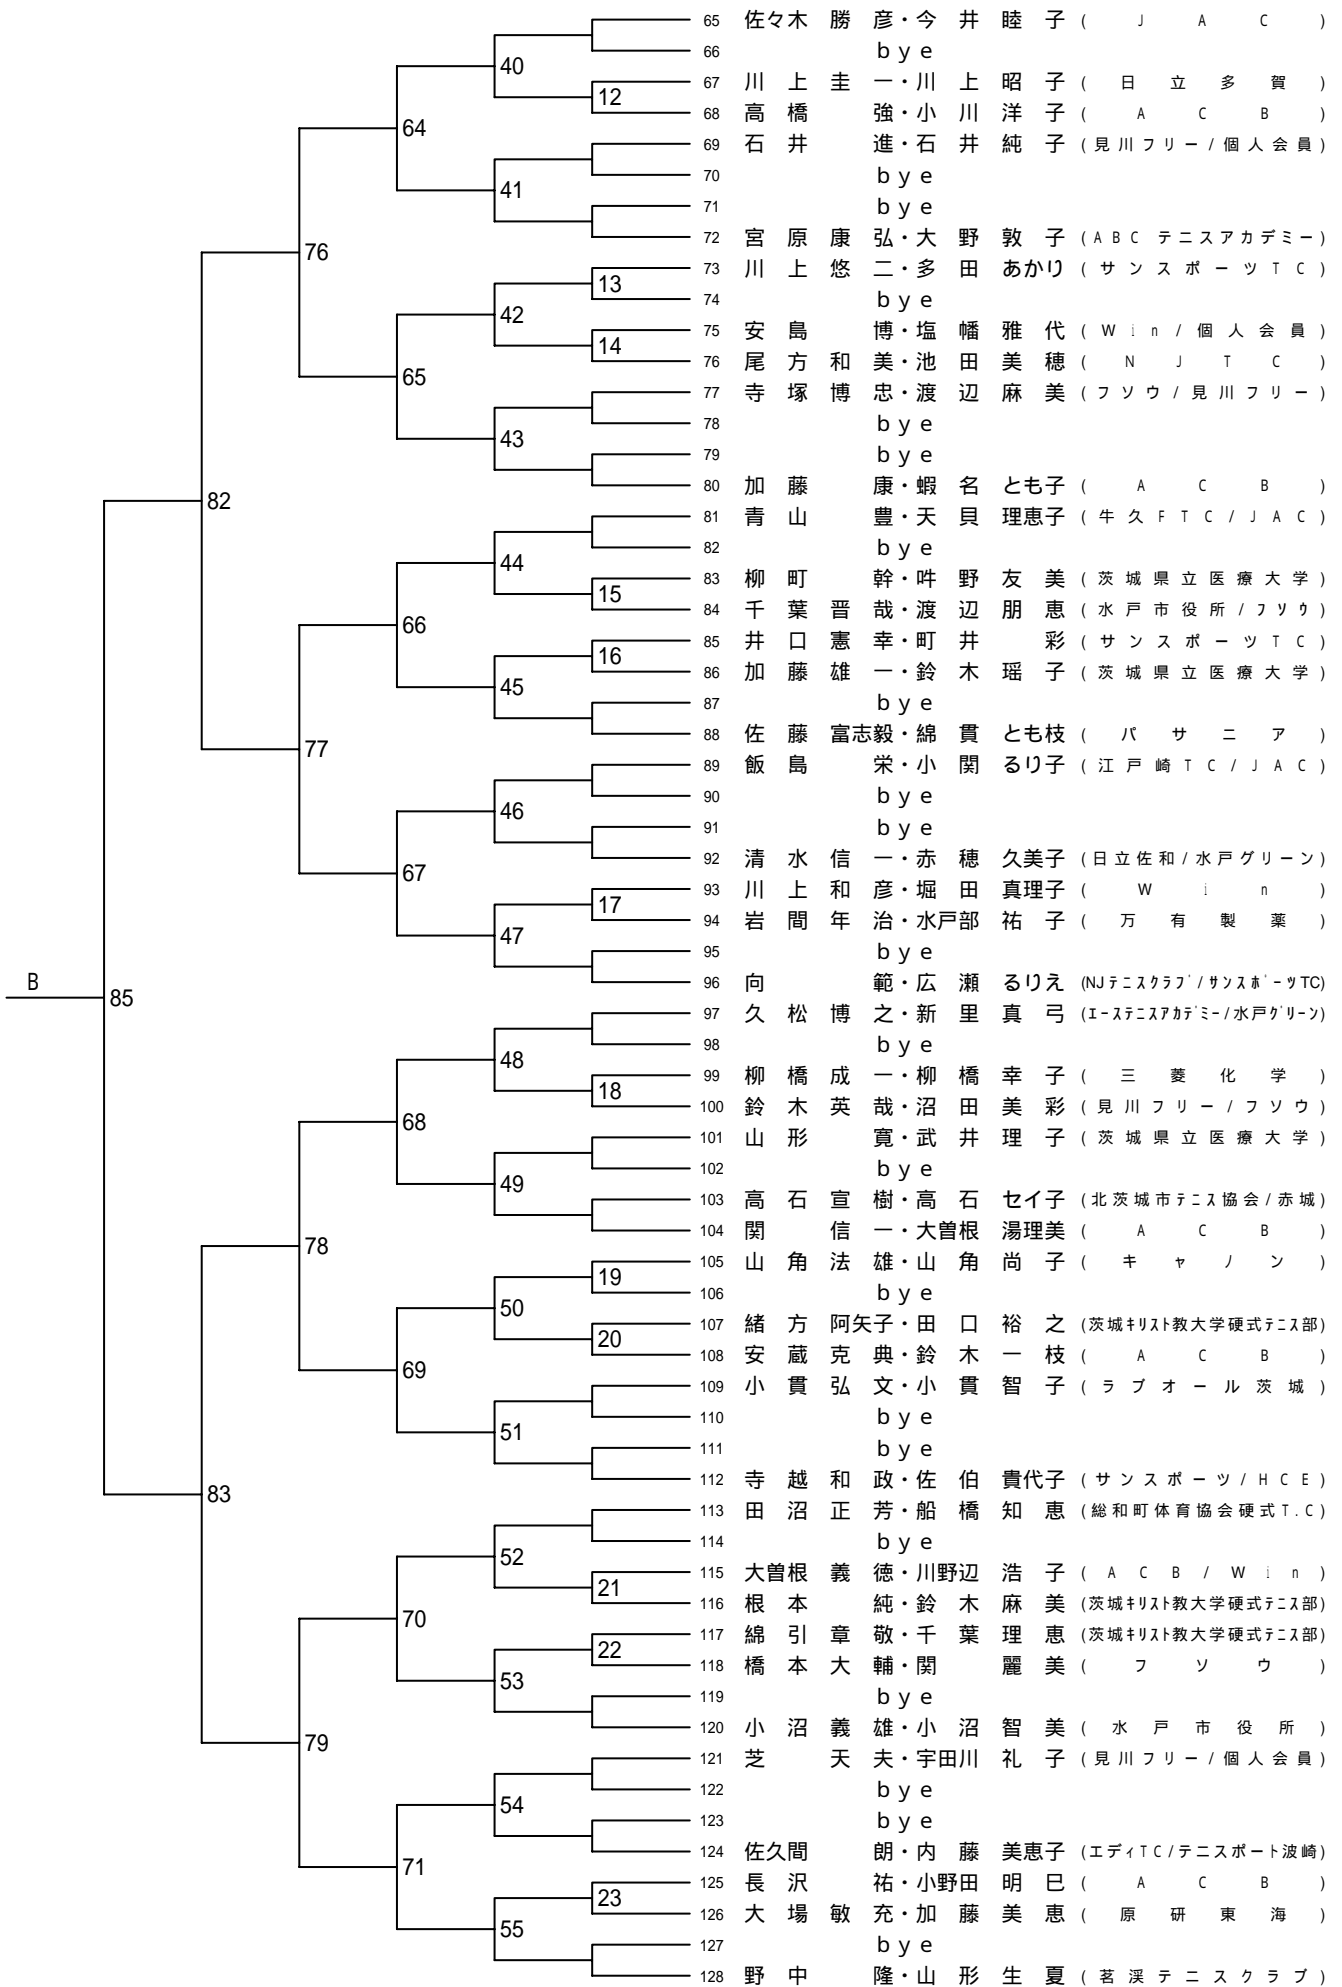 65 佐々木 勝 彦・今 井 睦 子 ( J A C )
66 bye
40
67 川 上 圭 一・川 上 昭 子 ( 日 立 多 賀 )
12
68 高 橋 強・小 川 洋 子 ( A C B )
64
69 石 井 進・石 井 純 子 (見川フリー/個人会員)
70 bye
41
71 bye
72 宮 原 康 弘・大 野 敦 子 (ABC テニスアカデミー)
76
73 川 上 悠 二・多 田 あかり (サンスポーツTC)
13
74 bye
42
75 安 島 博・塩 幡 雅 代 (Win/個人会員)
14
76 尾 方 和 美・池 田 美 穂 ( N J T C )
65
77 寺 塚 博 忠・渡 辺 麻 美 (フソウ/見川フリー)
78 bye
43
79 bye
80 加 藤 康・蝦 名 とも子 ( A C B )
82
81 青 山 豊・天 貝 理恵子 (牛久FTC/JAC)
82 bye
44
83 柳 町 幹・吽 野 友 美 (茨城県立医療大学)
15
84 千 葉 晋 哉・渡 辺 朋 恵 (水戸市役所/フソウ)
66
85 井 口 憲 幸・町 井 彩 (サンスポーツTC)
16
86 加 藤 雄 一・鈴 木 瑶 子 (茨城県立医療大学)
45
87 bye
88 佐 藤 富志毅・綿 貫 とも枝 ( パ サ ニ ア )
77
89 飯 島 栄・小 関 るり子 (江戸崎TC/JAC)
90 bye
46
91 bye
92 清 水 信 一・赤 穂 久美子 (日立佐和/水戸グリーン)
67
93 川 上 和 彦・堀 田 真理子 ( W i n )
17
94 岩 間 年 治・水戸部 祐 子 ( 万 有 製 薬 )
47
95 bye
96 向 範・広 瀬 るりえ (NJテニスクラブ/サンスポーツTC)
B
85
97 久 松 博 之・新 里 真 弓 (エーステニスアカデミー/水戸グリーン)
98 bye
48
99 柳 橋 成 一・柳 橋 幸 子 ( 三 菱 化 学 )
18
100 鈴 木 英 哉・沼 田 美 彩 (見川フリー/フソウ)
68
101 山 形 寛・武 井 理 子 (茨城県立医療大学)
102 bye
49
103 高 石 宣 樹・高 石 セイ子 (北茨城市テニス協会/赤城)
104 関 信 一・大曽根 湯理美 ( A C B )
78
105 山 角 法 雄・山 角 尚 子 ( キ ャ ノ ン )
19
106 bye
50
107 緒 方 阿矢子・田 口 裕 之 (茨城キリスト教大学硬式テニス部)
20
108 安 蔵 克 典・鈴 木 一 枝 ( A C B )
69
109 小 貫 弘 文・小 貫 智 子 (ラブオール茨城)
110 bye
51
111 bye
112 寺 越 和 政・佐 伯 貴代子 (サンスポーツ/HCE)
83
113 田 沼 正 芳・船 橋 知 恵 (総和町体育協会硬式T.C)
114 bye
52
115 大曽根 義 徳・川野辺 浩 子 (ACB/Win)
21
116 根 本 純・鈴 木 麻 美 (茨城キリスト教大学硬式テニス部)
70
117 綿 引 章 敬・千 葉 理 恵 (茨城キリスト教大学硬式テニス部)
22
118 橋 本 大 輔・関 麗 美 ( フ ソ ウ )
53
119 bye
120 小 沼 義 雄・小 沼 智 美 ( 水 戸 市 役 所 )
79
121 芝 天 夫・宇田川 礼 子 (見川フリー/個人会員)
122 bye
54
123 bye
124 佐久間 朗・内 藤 美恵子 (エディTC/テニスポート波崎)
71
125 長 沢 祐・小野田 明 巳 ( A C B )
23
126 大 場 敏 充・加 藤 美 恵 ( 原 研 東 海 )
55
127 bye
128 野 中 隆・山 形 生 夏 (茗渓テニスクラブ)